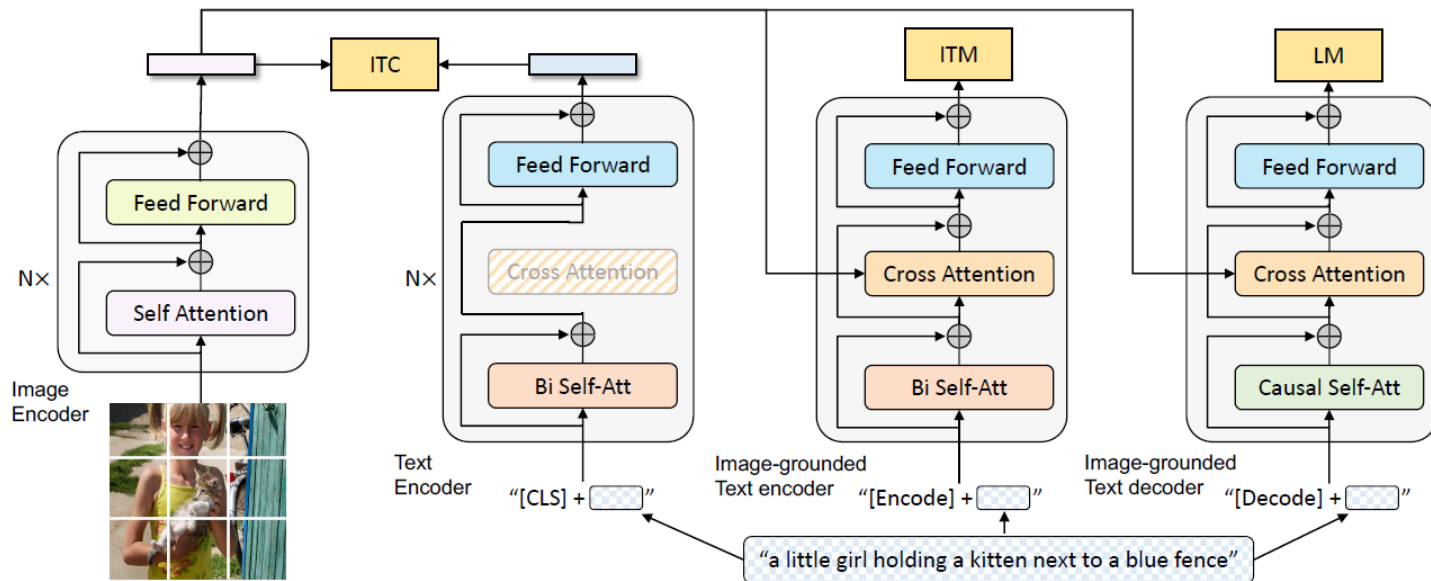 ITC
ITM
LM
Feed Forward
Feed Forward
Feed Forward
Feed Forward
N×
Self Attention
N×
Cross Attention
Cross Attention
Cross Attention
Bi Self-Att
Bi Self-Att
Causal Self-Att
Image
Encoder
Text
Encoder
"[CLS] + "
Image-grounded
Text encoder
"[Encode] + "
Image-grounded
Text decoder
"[Decode] + "
"a little girl holding a kitten next to a blue fence"